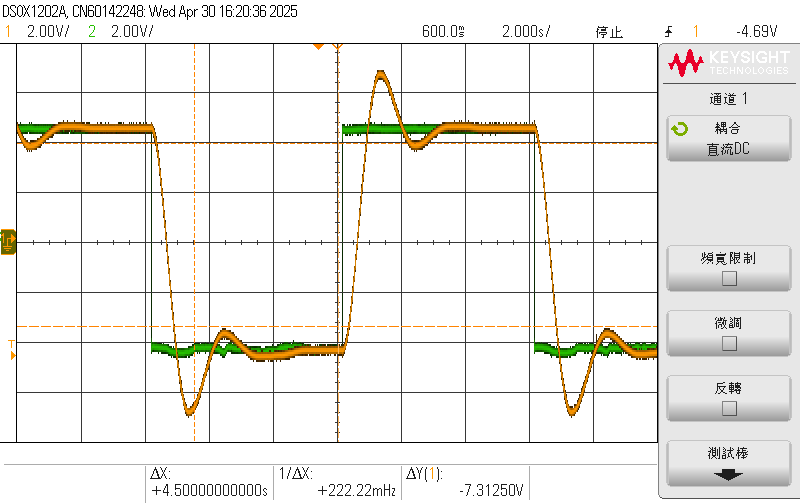 DSOX1202A, CN60142248: Wed Apr 30 16:20:36 2025
1 2.00V/ 2 2.00V/ 600.0㎳ 2.000s/ 停止 1 -4.69V
KEYSIGHT
TECHNOLOGIES
通道 1
耦合
直流DC
頻寬限制
微調
反轉
測試棒
ΔX:
+4.50000000000s
1/ΔX:
+222.22mHz
ΔY(1):
-7.31250V